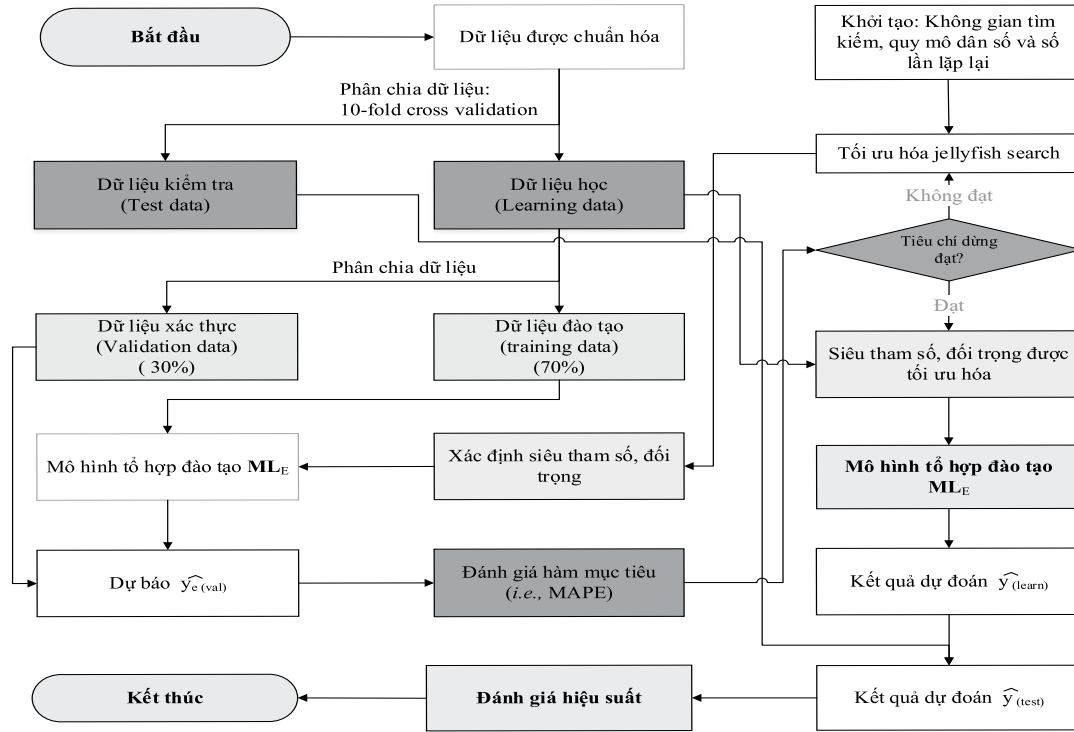 Bắt đầu
Dữ liệu được chuẩn hóa
Khởi tạo: Không gian tìm
kiếm, quy mô dân số và số
lần lặp lại
Phân chia dữ liệu:
10-fold cross validation
Tối ưu hóa jellyfish search
Dữ liệu kiểm tra
(Test data)
Dữ liệu học
(Learning data)
Không đạt
Tiêu chí dừng
đạt?
Phân chia dữ liệu
Đạt
Dữ liệu xác thực
(Validation data)
( 30%)
Dữ liệu đào tạo
(training data)
(70%)
Siêu tham số, đối trọng được
tối ưu hóa
Mô hình tổ hợp đào tạo MLE
Xác định siêu tham số, đối
trọng
Mô hình tổ hợp đào tạo
MLE
Dự báo ŷe (val)
Đánh giá hàm mục tiêu
(i.e., MAPE)
Kết quả dự đoán ŷ(learn)
Kết thúc
Đánh giá hiệu suất
Kết quả dự đoán ŷ(test)